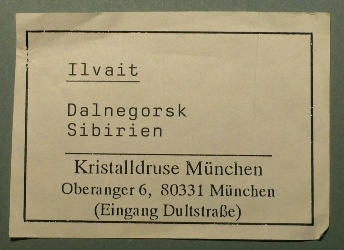 Ilvait
Dalnegorsk
Sibirien
Kristalldruse München
Oberanger 6, 80331 München
(Eingang Dultstraße)